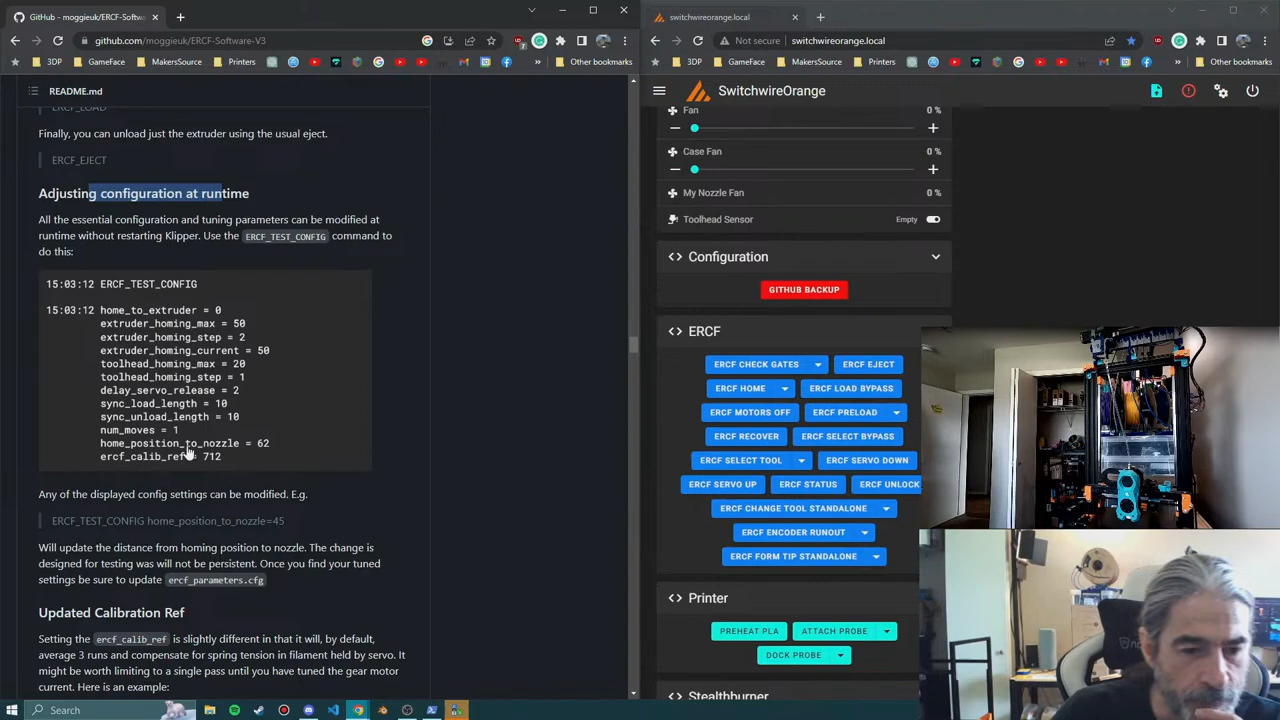 GitHub - moggieuk/ERCF-Softwa
switchwireorange.local
github.com/moggieuk/ERCF-Software-V3
Not secure
switchwireorange.local
3DP
GameFace
MakersSource
Printers
Other bookmarks
3DP
GameFace
MakersSource
Printers
Other bookmarks
README.md
ERCF_LOAD
Finally, you can unload just the extruder using the usual eject.
ERCF_EJECT
Adjusting configuration at runtime
All the essential configuration and tuning parameters can be modified at
runtime without restarting Klipper. Use the ERCF_TEST_CONFIG command to
do this:
15:03:12 ERCF_TEST_CONFIG
15:03:12 home_to_extruder = 0
extruder_homing_max = 50
extruder_homing_step = 2
extruder_homing_current = 50
toolhead_homing_max = 20
toolhead_homing_step = 1
delay_servo_release = 2
sync_load_length = 10
sync_unload_length = 10
num_moves = 1
home_position_to_nozzle = 62
ercf_calib_ref 712
Any of the displayed config settings can be modified. E.g.
ERCF_TEST_CONFIG home_position_to_nozzle=45
Will update the distance from homing position to nozzle. The change is
designed for testing was will not be persistent. Once you find your tuned
settings be sure to update ercf_parameters.cfg
Updated Calibration Ref
Setting the ercf_calib_ref is slightly different in that it will, by default,
average 3 runs and compensate for spring tension in filament held by servo. It
might be worth limiting to a single pass until you have tuned the gear motor
current. Here is an example:
SwitchwireOrange
Fan
0 %
Case Fan
0 %
My Nozzle Fan
0 %
Toolhead Sensor
Empty
Configuration
GITHUB BACKUP
ERCF
ERCF CHECK GATES
ERCF EJECT
ERCF HOME
ERCF LOAD BYPASS
ERCF MOTORS OFF
ERCF PRELOAD
ERCF RECOVER
ERCF SELECT BYPASS
ERCF SELECT TOOL
ERCF SERVO DOWN
ERCF SERVO UP
ERCF STATUS
ERCF UNLOCK
ERCF CHANGE TOOL STANDALONE
ERCF ENCODER RUNOUT
ERCF FORM TIP STANDALONE
Printer
PREHEAT PLA
ATTACH PROBE
DOCK PROBE
Stealthburner
Search